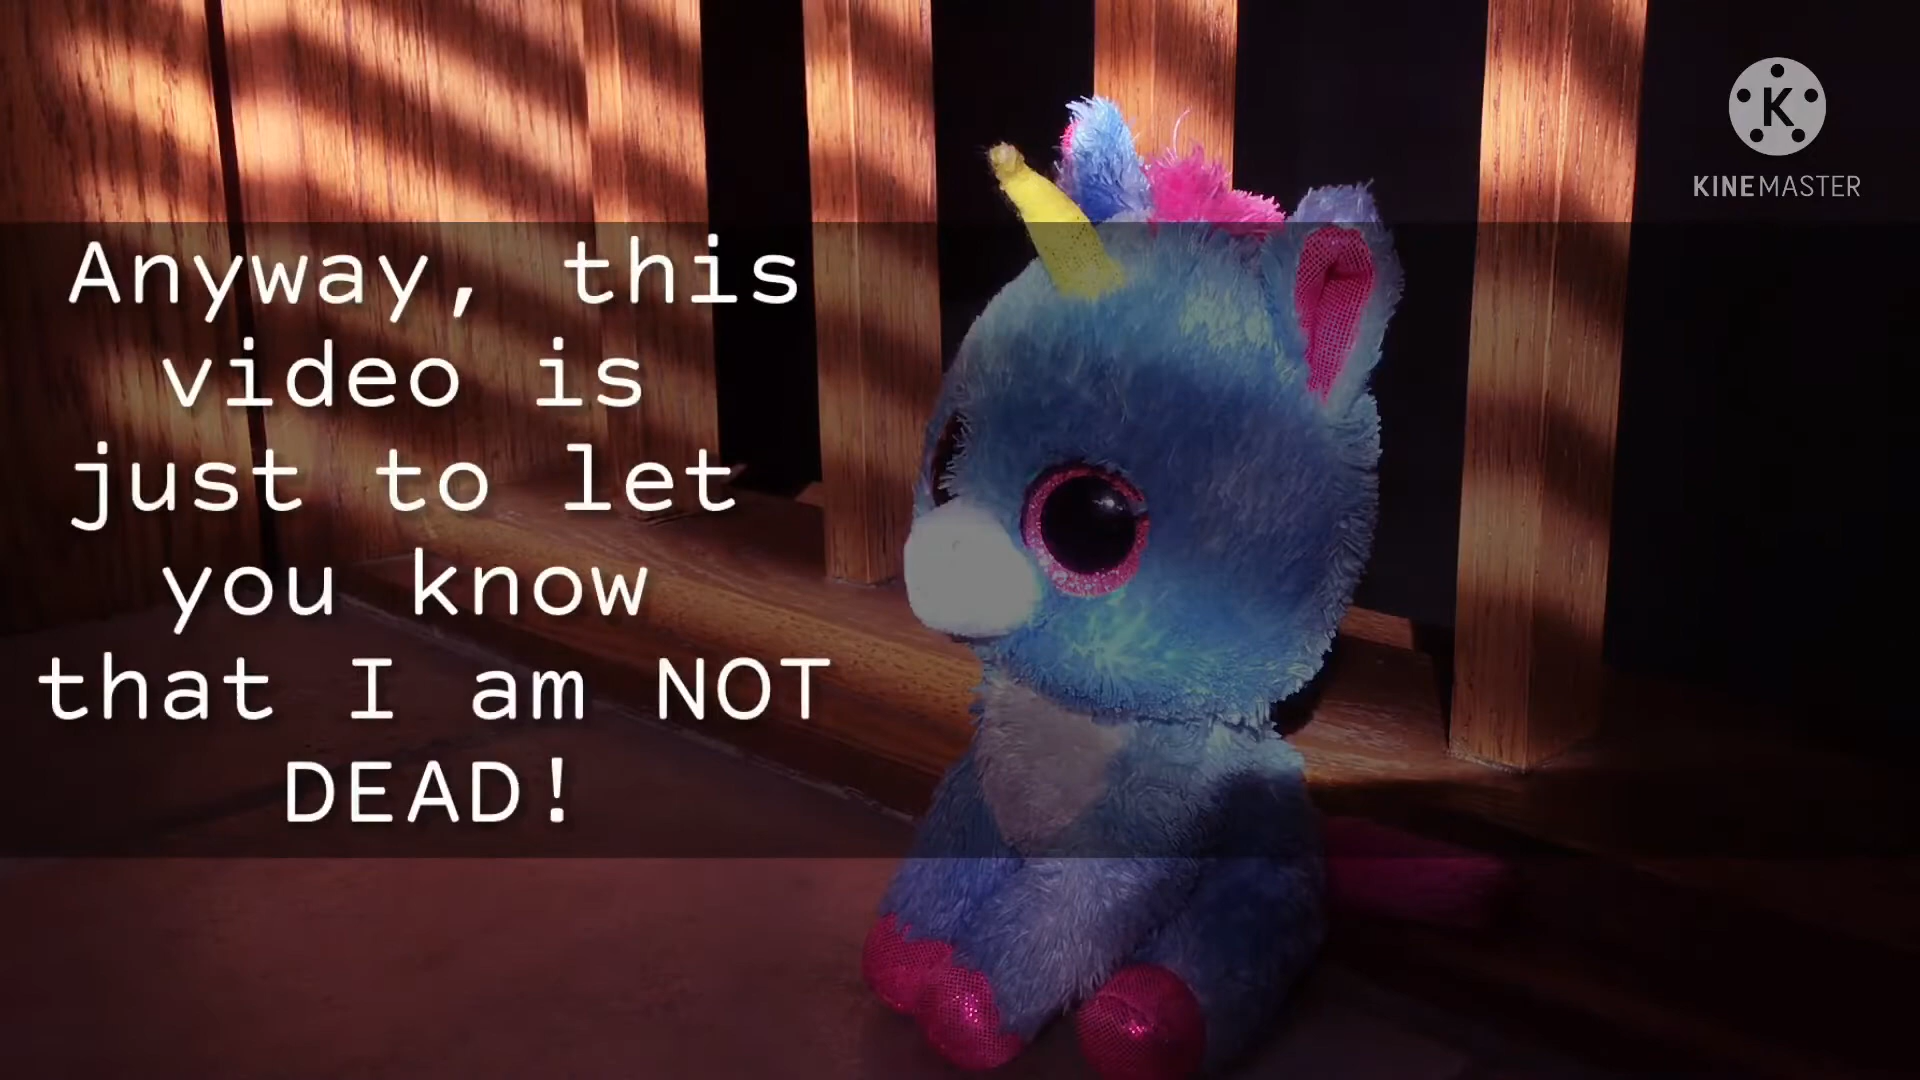 Anyway, this
video is
just to let
you know
that I am NOT
DEAD!
K
KINEMASTER